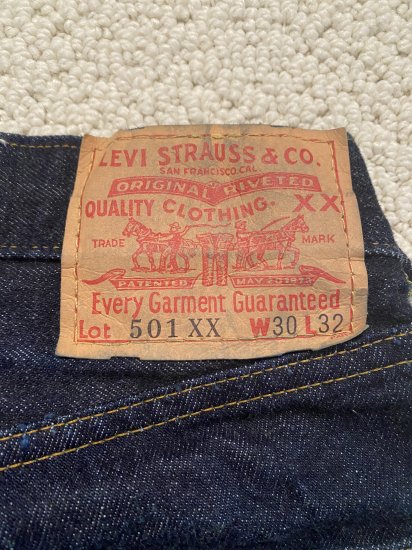 LEVI STRAUSS & CO.
SAN FRANCISCO, CAL.
ORIGINAL RIVETED
QUALITY CLOTHING. XX
TRADE MARK
PATENTED MAY 20 1873
Every Garment Guaranteed
Lot 501 XX W30 L32